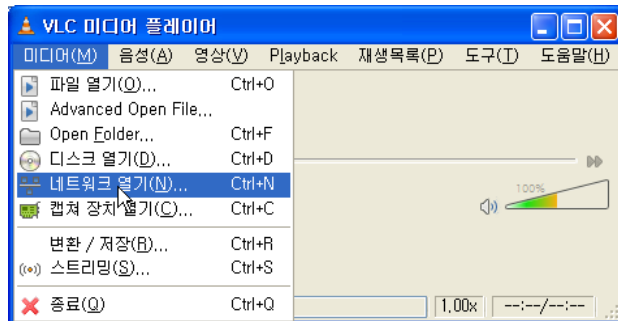 VLC 미디어 플레이어
미디어(M) 음성(A) 영상(V) Playback 재생목록(P) 도구(T) 도움말(H)
파일 열기(O)... Ctrl+O
Advanced Open File...
Open Folder... Ctrl+F
디스크 열기(D)... Ctrl+D
네트워크 열기(N)... Ctrl+N
100%
캡쳐 장치 열기(C)... Ctrl+C
변환 / 저장(R)... Ctrl+R
스트리밍(S)... Ctrl+S
종료(Q) Ctrl+Q
1.00x --:--/--:--